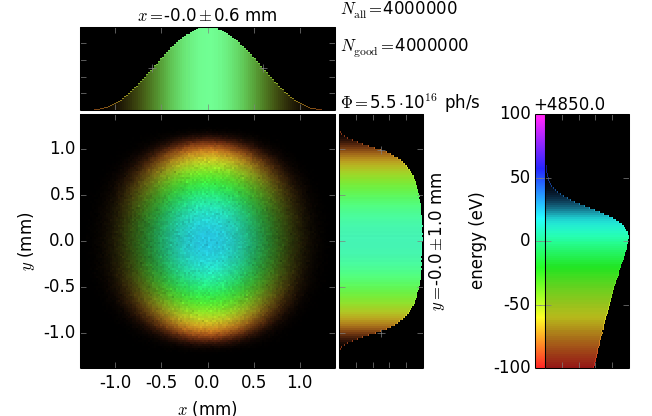 x=-0.0±0.6 mm
N_all=4000000
N_good=4000000
Φ=5.5·10^16 ph/s
+4850.0
100
50
0
-50
-100
energy (eV)
1.0
0.5
0.0
-0.5
-1.0
y (mm)
y=-0.0±1.0 mm
-1.0 -0.5 0.0 0.5 1.0
x (mm)